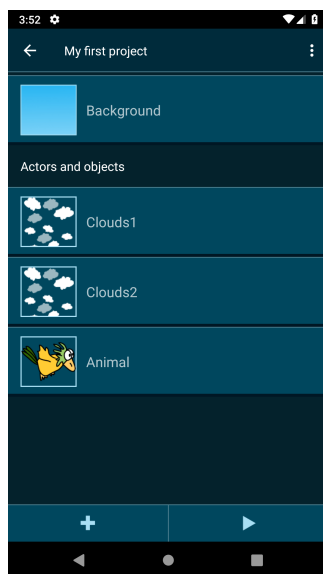 3:52
My first project
Background
Actors and objects
Clouds1
Clouds2
Animal